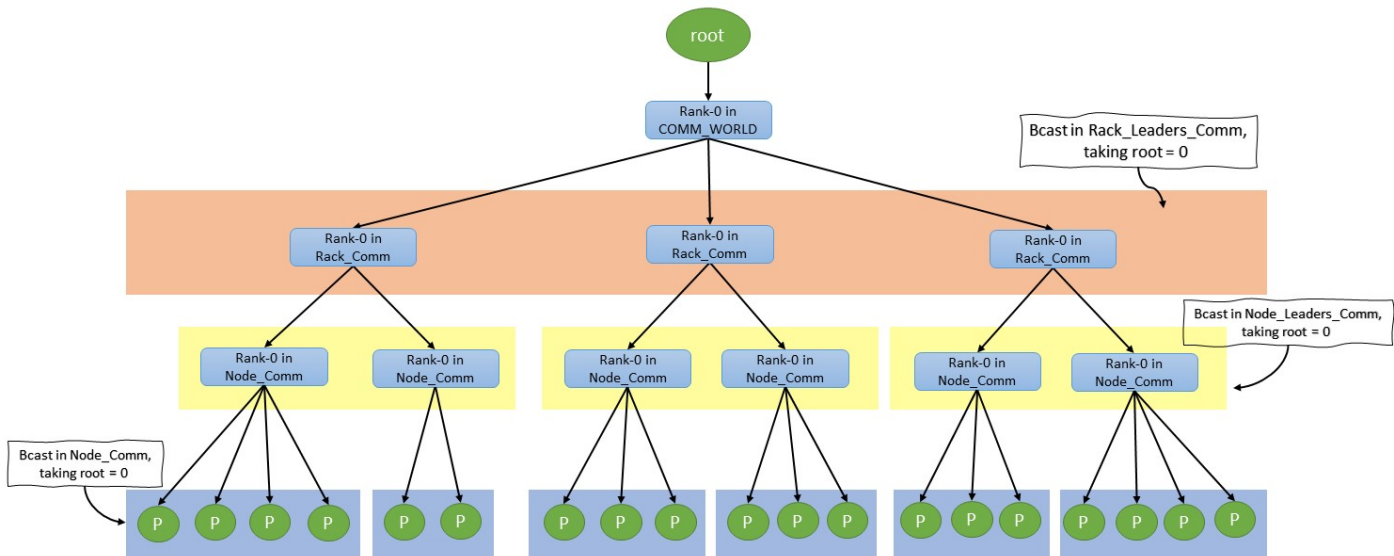 root
Rank-0 in
COMM_WORLD
Bcast in Rack_Leaders_Comm,
taking root = 0
Rank-0 in
Rack_Comm
Rank-0 in
Rack_Comm
Rank-0 in
Rack_Comm
Bcast in Node_Leaders_Comm,
taking root = 0
Rank-0 in
Node_Comm
Rank-0 in
Node_Comm
Rank-0 in
Node_Comm
Rank-0 in
Node_Comm
Rank-0 in
Node_Comm
Rank-0 in
Node_Comm
Bcast in Node_Comm,
taking root = 0
P P P P P P P P P P P P P P P P P P P